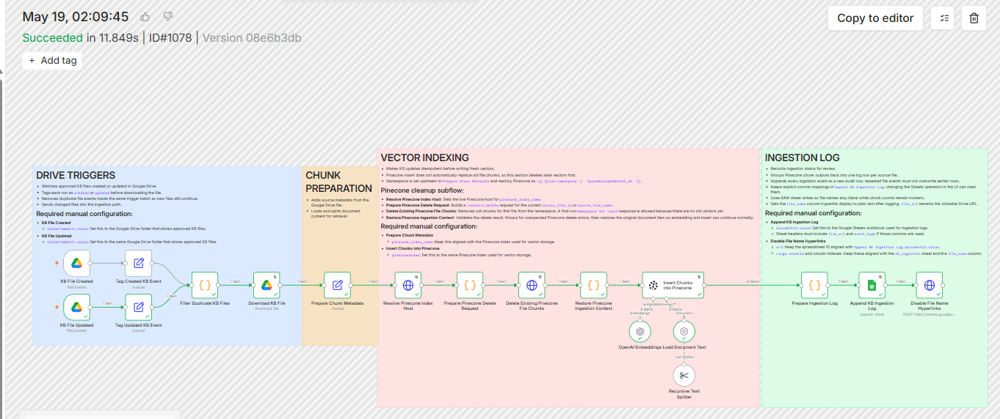 May 19, 02:09:45
Succeeded in 11.849s | ID#1078 | Version 08e6b3db
+ Add tag
Copy to editor
DRIVE TRIGGERS
Watches approved KB files created or updated in Google Drive.
Tags each run as created or updated before downloading the file.
Removes duplicate file events inside the same trigger batch so new files still continue.
Sends changed files into the ingestion path.
Required manual configuration:
KB File Created
folderToWatch.value: Set this to the Google Drive folder that stores approved KB files.
KB File Updated
folderToWatch.value: Set this to the same Google Drive folder that stores approved KB files.
KB File Created
fileCreated
Tag Created KB Event
manual
KB File Updated
fileUpdated
1 item
Tag Updated KB Event
manual
1 item
Filter Duplicate KB Files
1 item
Download KB File
download: file
1 item
CHUNK
PREPARATION
Adds source metadata from the
Google Drive file.
Loads and splits document
content for retrieval.
Prepare Chunk Metadata
manual
1 item
VECTOR INDEXING
Makes KB updates idempotent before writing fresh vectors.
Pinecone insert does not automatically replace old file chunks, so this section deletes stale vectors first.
Namespace is set upstream in Prepare Chunk Metadata and read by Pinecone as ={{ $json.namespace || 'SpaceKonceptRental_kb' }}.
Pinecone cleanup subflow:
Resolve Pinecone Index Host: Gets the live Pinecone host for pinecone_index_name.
Prepare Pinecone Delete Request: Builds a /vectors/delete request for the current source_file_id or source_file_name.
Delete Existing Pinecone File Chunks: Removes old chunks for that file from the namespace. A first-run Namespace not found response is allowed because there are no old vectors yet.
Restore Pinecone Ingestion Context: Validates the delete result, throws for unexpected Pinecone delete errors, then restores the original document item so embedding and insert can continue normally.
Required manual configuration:
Prepare Chunk Metadata
pinecone_index_name: Keep this aligned with the Pinecone index used for vector storage.
Insert Chunks into Pinecone
pineconeIndex: Set this to the same Pinecone index used for vector storage.
Resolve Pinecone Index
Host
1 item
Prepare Pinecone Delete
Request
1 item
Delete Existing Pinecone
File Chunks
1 item
Restore Pinecone
Ingestion Context
1 item
Insert Chunks
into Pinecone
8 items
8 items
8 items
Embeddings
Document
OpenAI Embeddings
Load Document Text
Text Splitter
Recursive Text
Splitter
INGESTION LOG
Records ingestion status for review.
Groups Pinecone chunk outputs back into one log row per source file.
Appends every ingestion event as a new audit row; repeated file events must not overwrite earlier rows.
Keeps explicit column mappings in Append KB Ingestion Log; changing the Sheets operation in the UI can clear
them.
Uses RAW sheet writes so file names stay literal while chunk counts remain numeric.
Sets the file_name column hyperlink display to plain text after logging; file_url remains the clickable Drive URL.
Required manual configuration:
Append KB Ingestion Log
documentId.value: Set this to the Google Sheets workbook used for ingestion logs.
Sheet headers must include file_url and event_type if those columns are used.
Disable File Name Hyperlinks
url: Keep the spreadsheet ID aligned with Append KB Ingestion Log.documentId.value.
range.sheetId and column indexes: Keep these aligned with the kb_ingestion sheet and the file_name column.
Prepare Ingestion Log
1 item
Append KB Ingestion
Log
append: sheet
1 item
Disable File Name
Hyperlinks
POST: https://sheets.googlea...